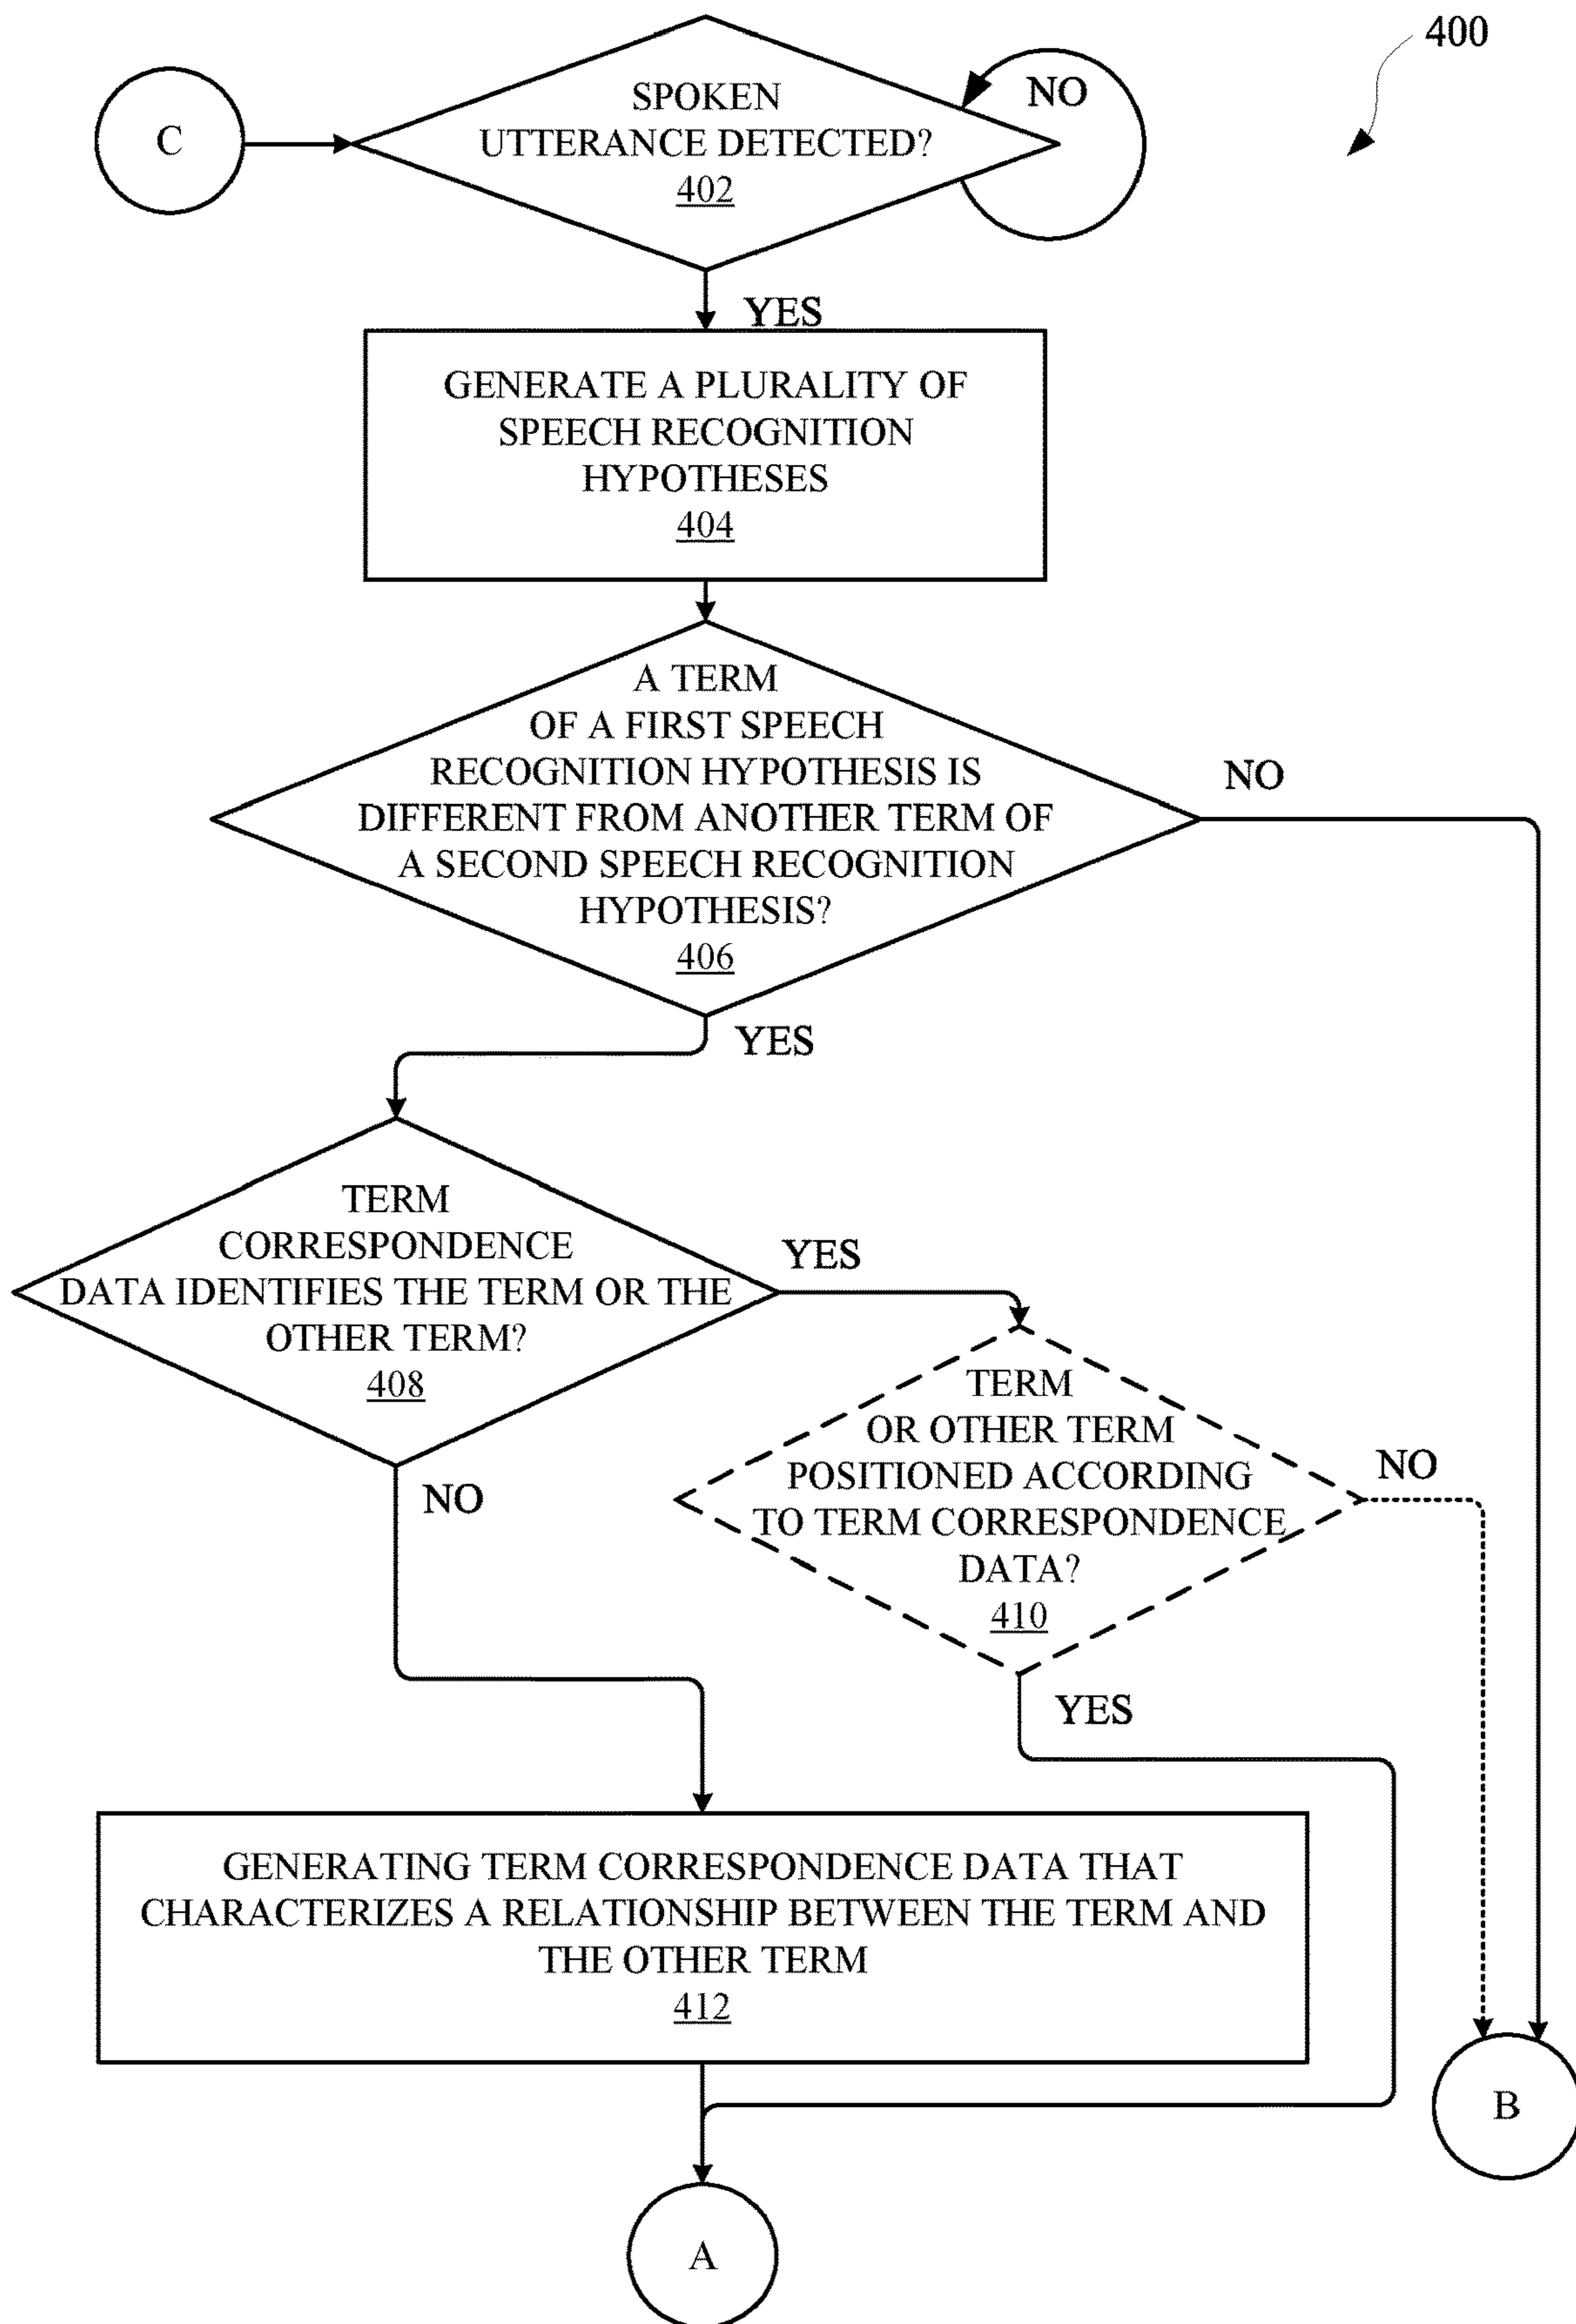 400
C
SPOKEN
UTTERANCE DETECTED?
402
NO
YES
GENERATE A PLURALITY OF
SPEECH RECOGNITION
HYPOTHESES
404
A TERM
OF A FIRST SPEECH
RECOGNITION HYPOTHESIS IS
DIFFERENT FROM ANOTHER TERM OF
A SECOND SPEECH RECOGNITION
HYPOTHESIS?
406
NO
YES
TERM
CORRESPONDENCE
DATA IDENTIFIES THE TERM OR THE
OTHER TERM?
408
YES
NO
TERM
OR OTHER TERM
POSITIONED ACCORDING
TO TERM CORRESPONDENCE
DATA?
410
NO
YES
GENERATING TERM CORRESPONDENCE DATA THAT
CHARACTERIZES A RELATIONSHIP BETWEEN THE TERM AND
THE OTHER TERM
412
B
A